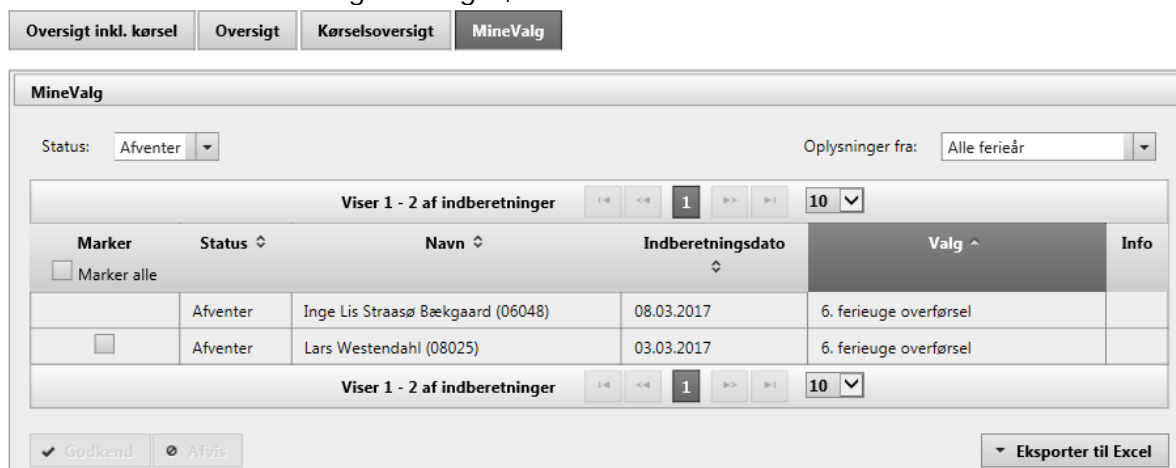 Oversigt inkl. kørsel Oversigt Kørselsoversigt MineValg
MineValg
Status: Afventer Oplysninger fra: Alle ferieår
Viser 1 - 2 af indberetninger 1 10
Marker Status Navn Indberetningsdato Valg Info
Marker alle
Afventer Inge Lis Straasø Bækgaard (06048) 08.03.2017 6. ferieuge overførsel
Afventer Lars Westendahl (08025) 03.03.2017 6. ferieuge overførsel
Viser 1 - 2 af indberetninger 1 10
Godkend Afvis Eksporter til Excel